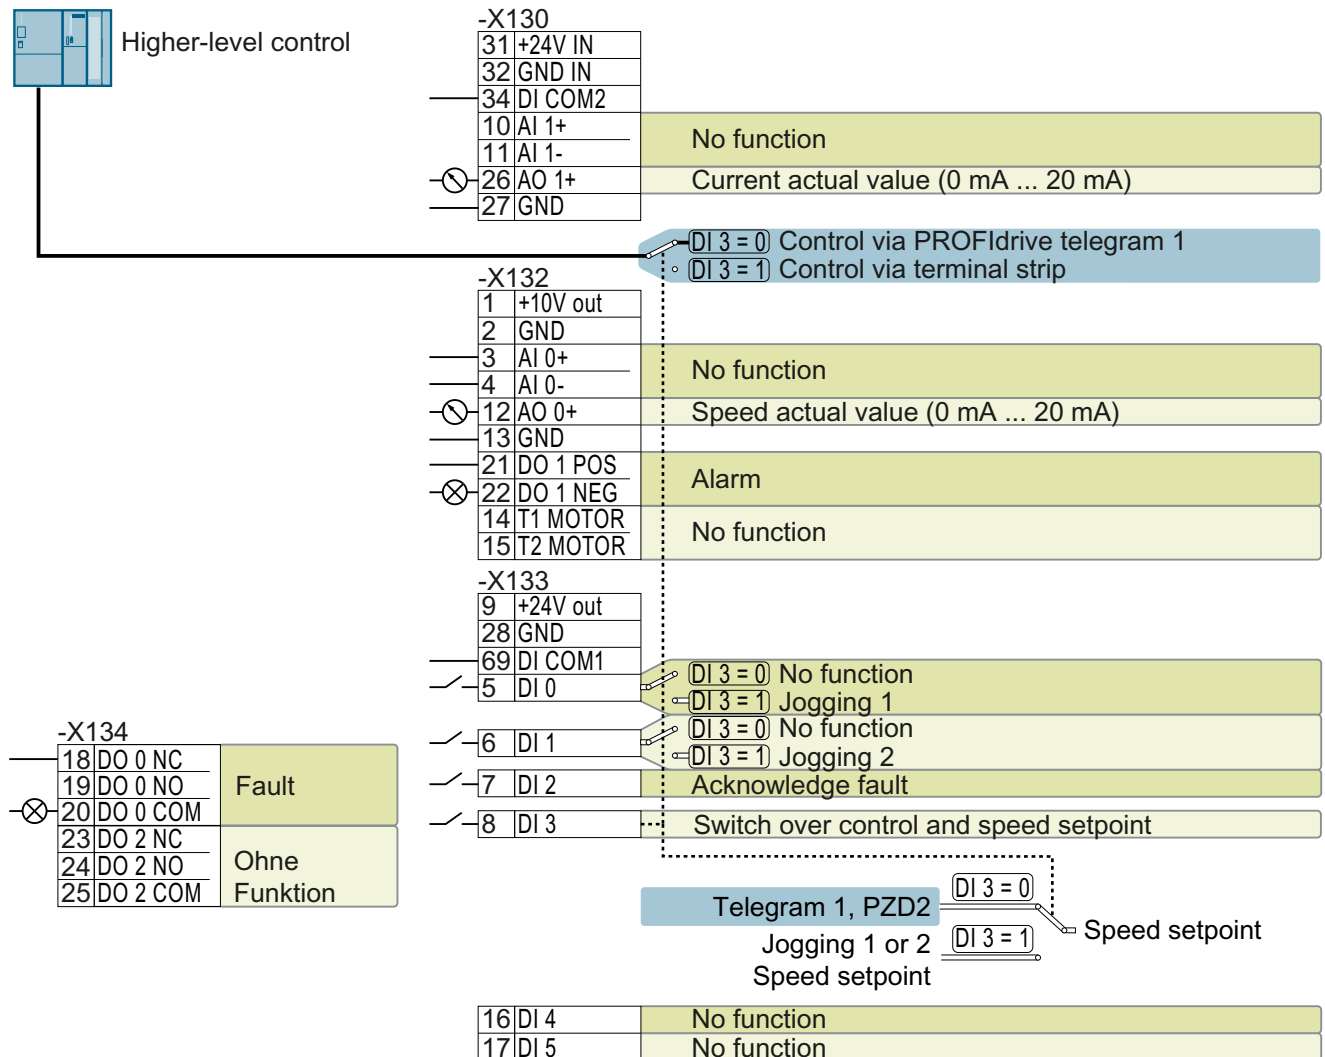 Higher-level control
-X130
31 +24V IN
32 GND IN
34 DI COM2
10 AI 1+
11 AI 1-
No function
26 AO 1+ Current actual value (0 mA ... 20 mA)
27 GND
DI 3 = 0 Control via PROFIdrive telegram 1
DI 3 = 1 Control via terminal strip
-X132
1 +10V out
2 GND
3 AI 0+
4 AI 0-
No function
12 AO 0+ Speed actual value (0 mA ... 20 mA)
13 GND
21 DO 1 POS
22 DO 1 NEG
Alarm
14 T1 MOTOR
15 T2 MOTOR
No function
-X133
9 +24V out
28 GND
69 DI COM1
5 DI 0
DI 3 = 0 No function
DI 3 = 1 Jogging 1
6 DI 1
DI 3 = 0 No function
DI 3 = 1 Jogging 2
7 DI 2 Acknowledge fault
8 DI 3 Switch over control and speed setpoint
-X134
18 DO 0 NC
19 DO 0 NO
20 DO 0 COM
Fault
23 DO 2 NC
24 DO 2 NO
25 DO 2 COM
Ohne
Funktion
Telegram 1, PZD2 DI 3 = 0
Speed setpoint
Jogging 1 or 2 DI 3 = 1
Speed setpoint
16 DI 4 No function
17 DI 5 No function